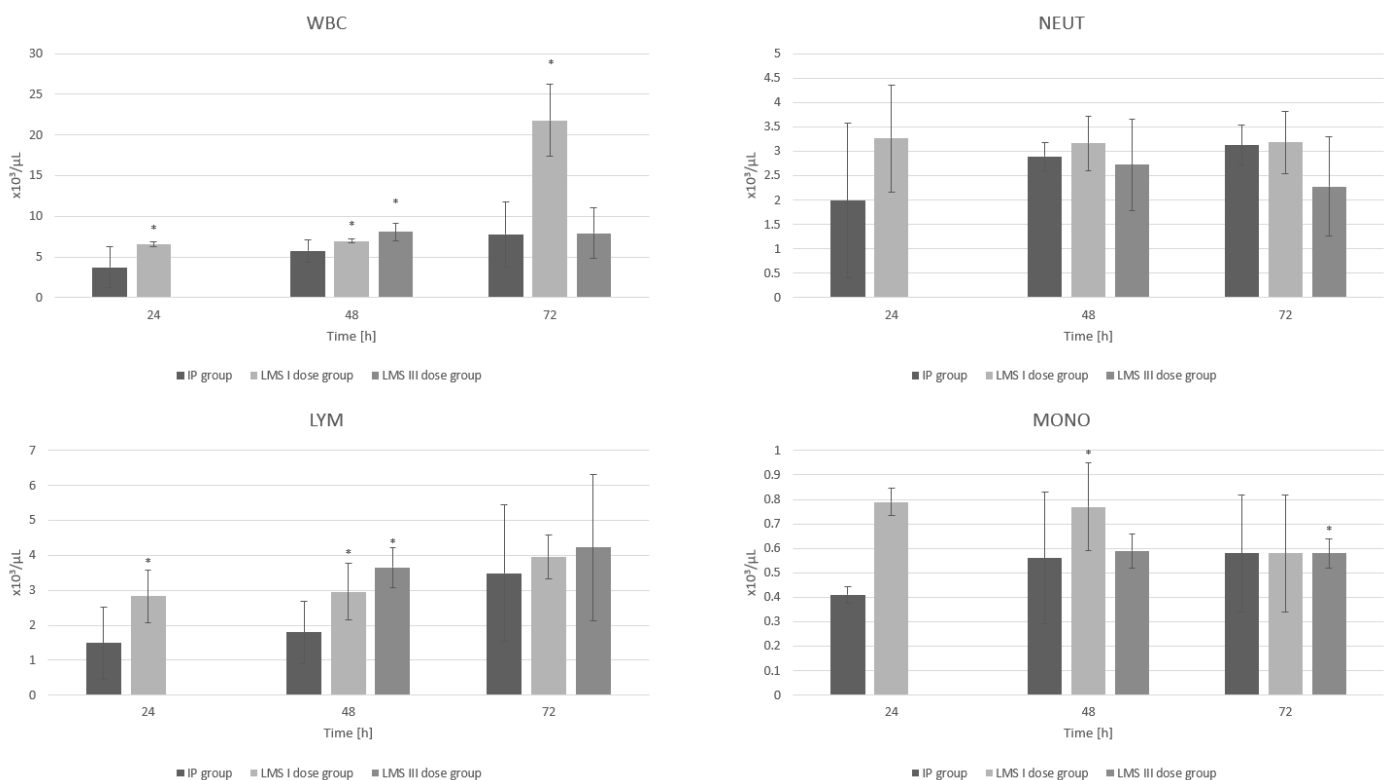 WBC
x10³/µL
30
25
20
15
10
5
0
*
*
*
*
24 48 72
Time [h]
IP group LMS I dose group LMS III dose group
NEUT
x10³/µL
5
4.5
4
3.5
3
2.5
2
1.5
1
0.5
0
24 48 72
Time [h]
IP group LMS I dose group LMS III dose group
LYM
x10³/µL
7
6
5
4
3
2
1
0
*
*
*
24 48 72
Time [h]
IP group LMS I dose group LMS III dose group
MONO
x10³/µL
1
0.9
0.8
0.7
0.6
0.5
0.4
0.3
0.2
0.1
0
*
*
24 48 72
Time [h]
IP group LMS I dose group LMS III dose group